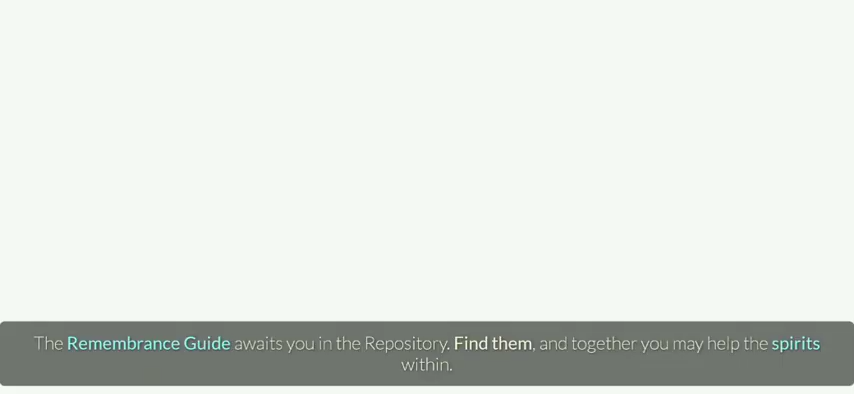 The Remembrance Guide awaits you in the Repository. Find them, and together you may help the spirits
within.